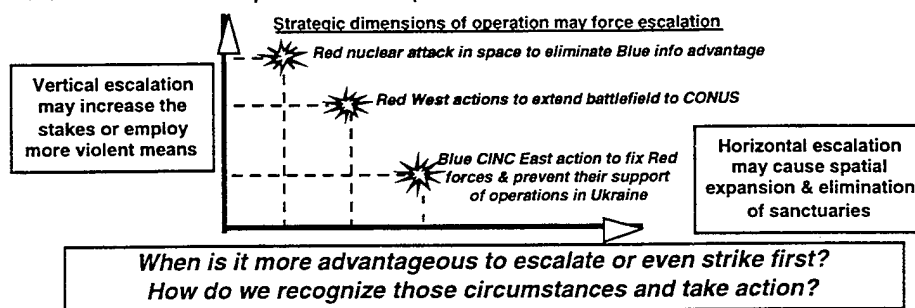 Strategic dimensions of operation may force escalation
Red nuclear attack in space to eliminate Blue info advantage
Vertical escalation
may increase the
stakes or employ
more violent means
Red West actions to extend battlefield to CONUS
Blue CINC East action to fix Red
forces & prevent their support
of operations in Ukraine
Horizontal escalation
may cause spatial
expansion & elimination
of sanctuaries
When is it more advantageous to escalate or even strike first?
How do we recognize those circumstances and take action?